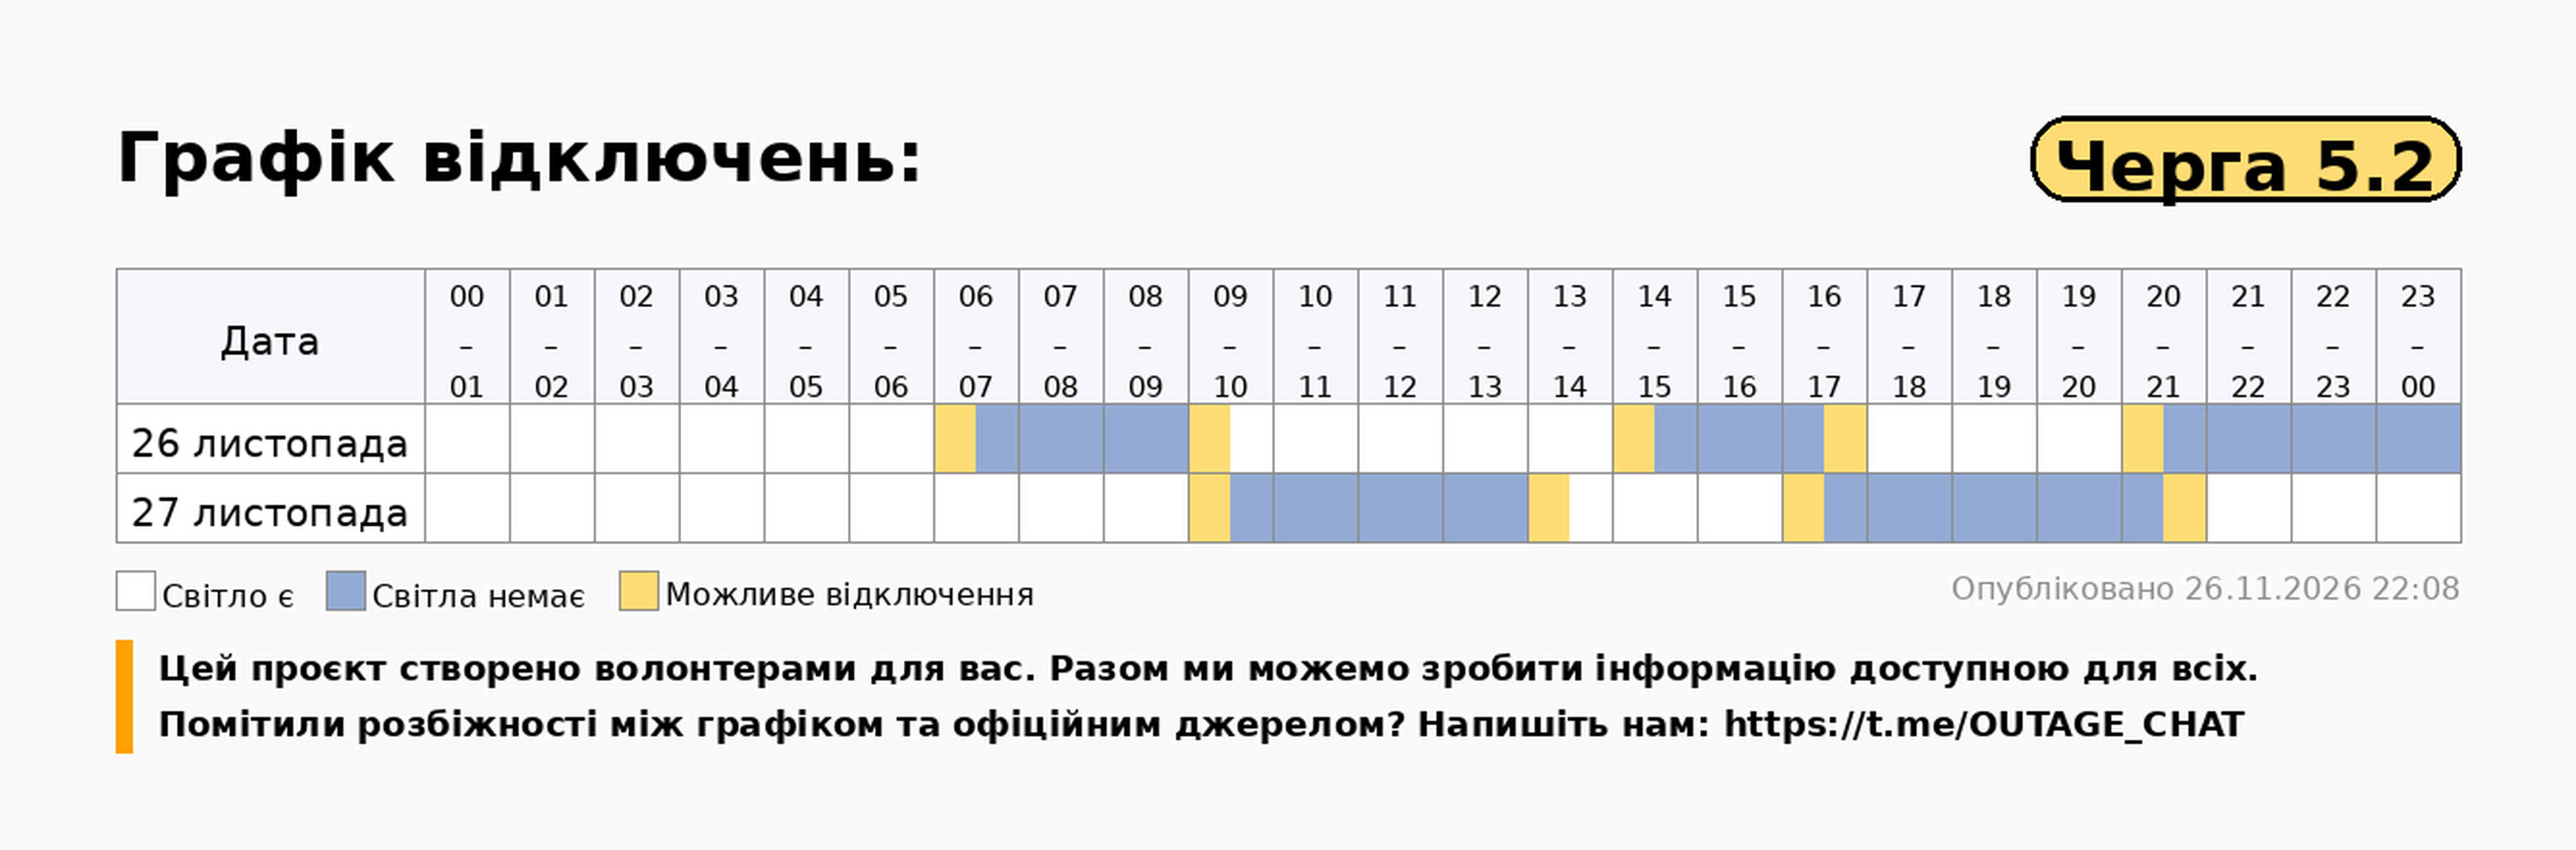 Графік відключень:
Черга 5.2
Дата 00 – 01 01 – 02 02 – 03 03 – 04 04 – 05 05 – 06 06 – 07 07 – 08 08 – 09 09 – 10 10 – 11 11 – 12 12 – 13 13 – 14 14 – 15 15 – 16 16 – 17 17 – 18 18 – 19 19 – 20 20 – 21 21 – 22 22 – 23 23 – 00
26 листопада
27 листопада
Світло є Світла немає Можливе відключення
Опубліковано 26.11.2026 22:08
Цей проєкт створено волонтерами для вас. Разом ми можемо зробити інформацію доступною для всіх.
Помітили розбіжності між графіком та офіційним джерелом? Напишіть нам: https://t.me/OUTAGE_CHAT